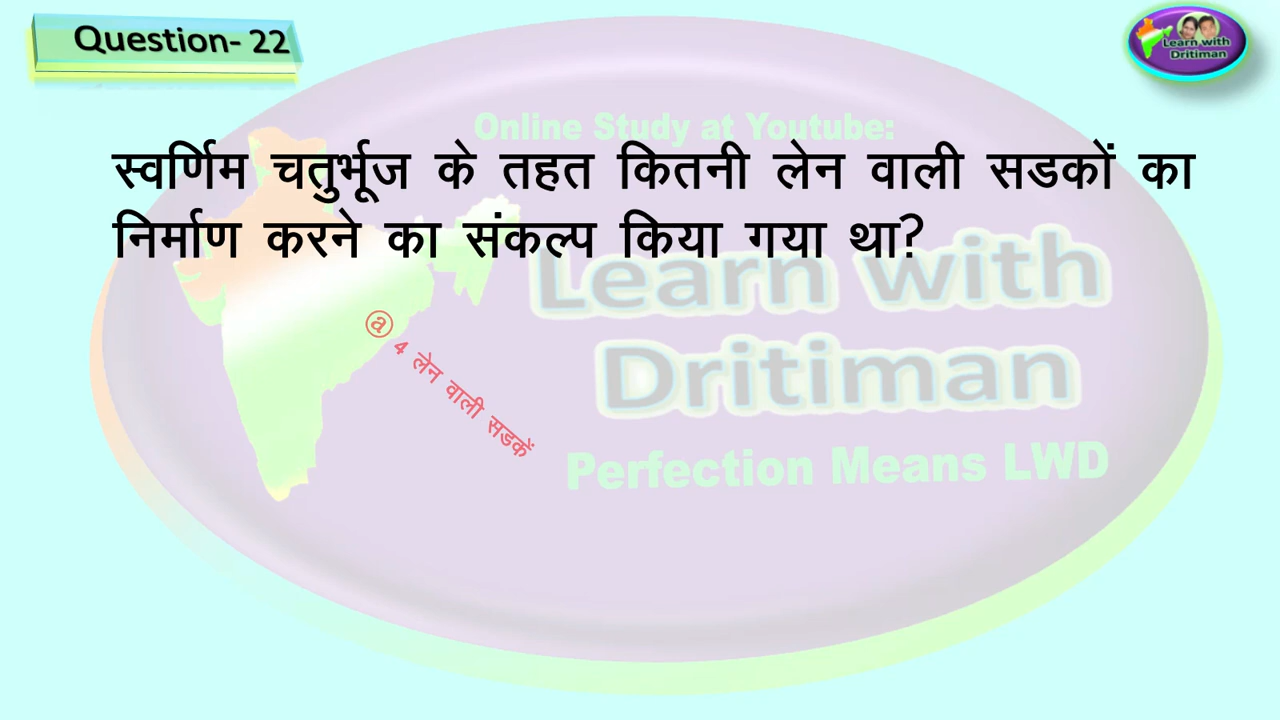 Question- 22
Learn with
Dritiman
Online Study at Youtube:
स्वर्णिम चतुर्भूज के तहत कितनी लेन वाली सडकों का
निर्माण करने का संकल्प किया गया था?
Learn with
Dritiman
ⓐ 4 लेन वाली सडकें
Perfection Means LWD